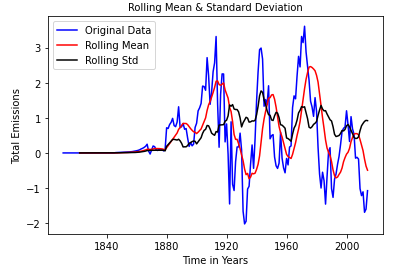 Rolling Mean & Standard Deviation
Original Data
Rolling Mean
Rolling Std
Total Emissions
3
2
1
0
−1
−2
1840
1880
1920
1960
2000
Time in Years